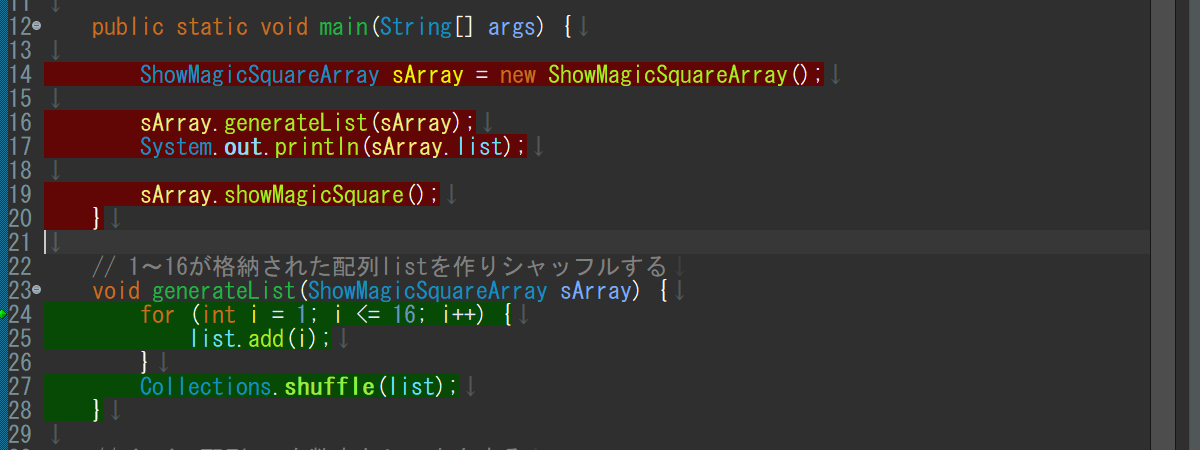 12 public static void main(String[] args) {↓
13 ↓
14 ShowMagicSquareArray sArray = new ShowMagicSquareArray();↓
15 ↓
16 sArray.generateList(sArray);↓
17 System.out.println(sArray.list);↓
18 ↓
19 sArray.showMagicSquare();↓
20 }↓
21 ↓
22 // 1～16が格納された配列listを作りシャッフルする↓
23 void generateList(ShowMagicSquareArray sArray) {↓
24 for (int i = 1; i <= 16; i++) {↓
25 list.add(i);↓
26 }↓
27 Collections.shuffle(list);↓
28 }↓
29 ↓